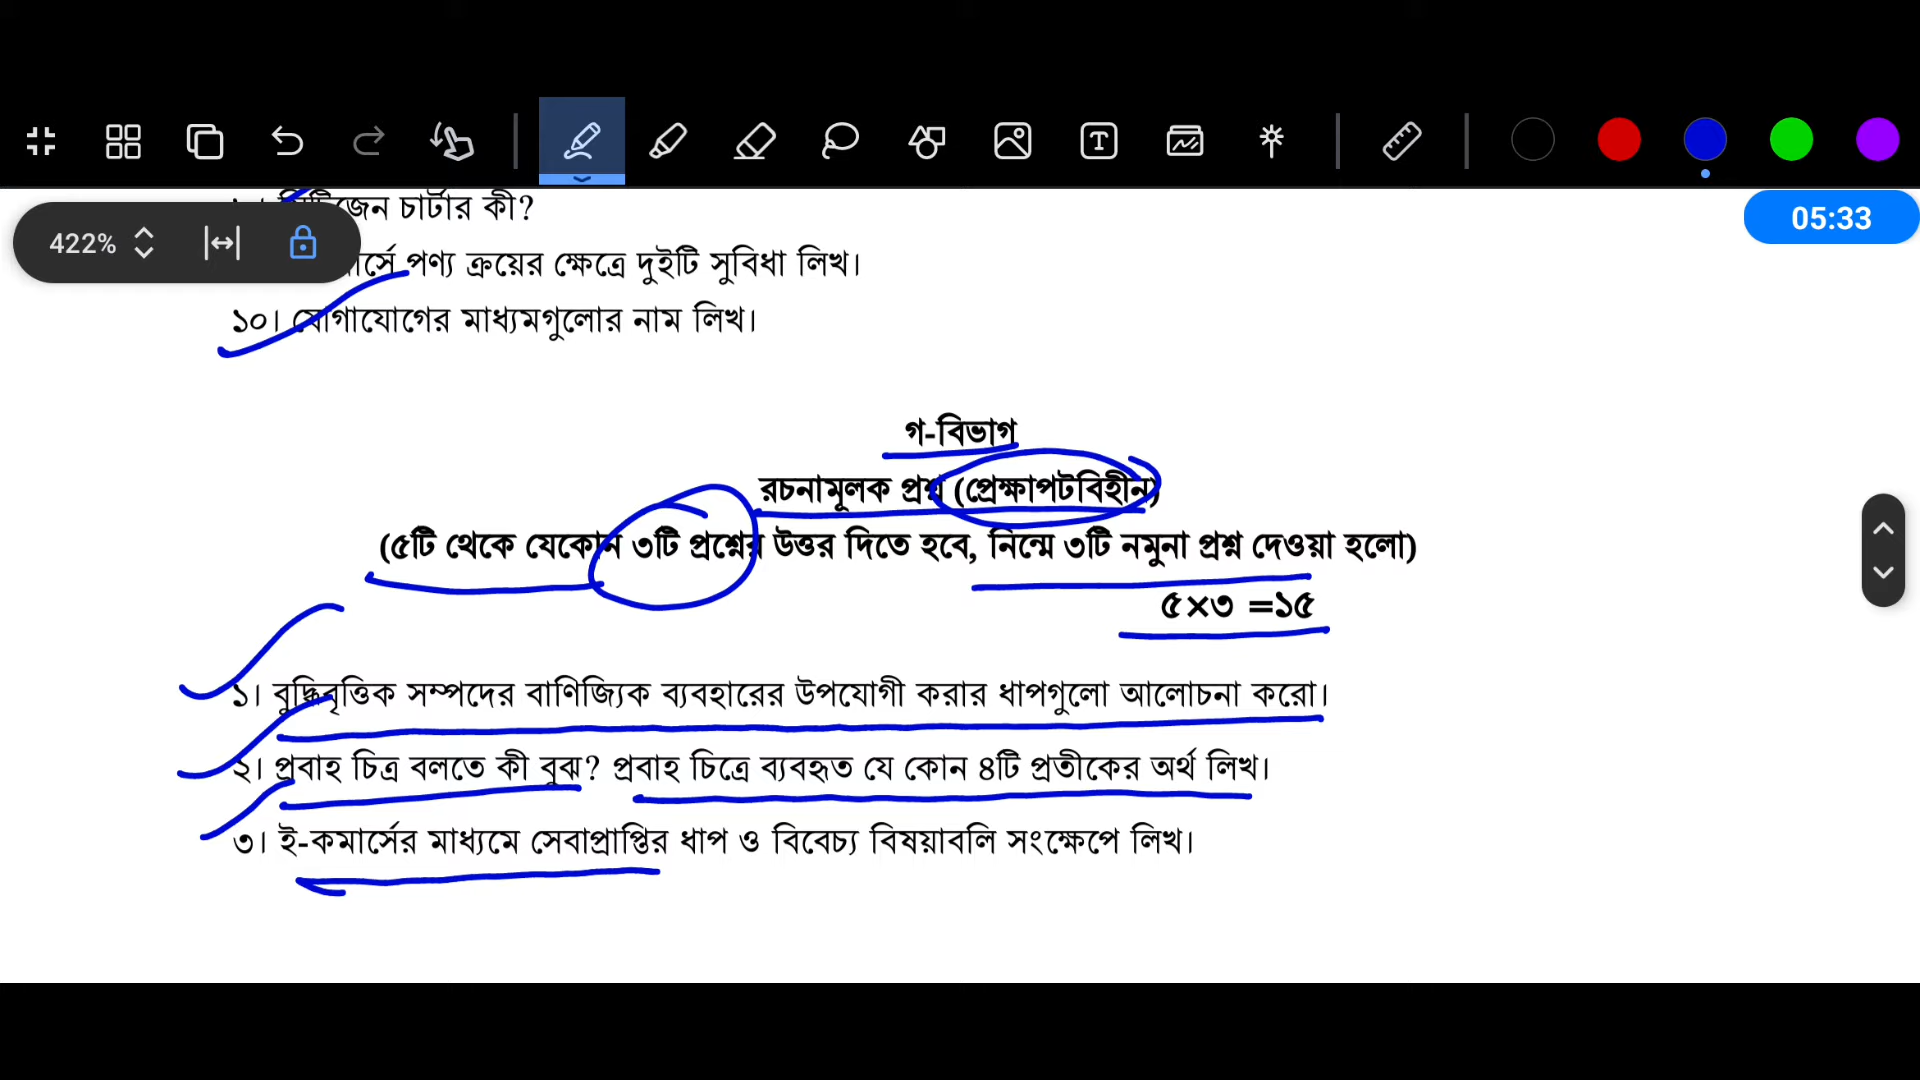 422%
05:33
চার্টার কী?
পণ্য ক্রয়ের ক্ষেত্রে দুইটি সুবিধা লিখ।
১০। যোগাযোগের মাধ্যমগুলোর নাম লিখ।
গ-বিভাগ
রচনামূলক প্রশ্ন (প্রেক্ষাপটবিহীন)
(৫টি থেকে যেকোন ৩টি প্রশ্নের উত্তর দিতে হবে, নিন্মে ৩টি নমুনা প্রশ্ন দেওয়া হলো)
৫×৩ =১৫
১। বুদ্ধিবৃত্তিক সম্পদের বাণিজ্যিক ব্যবহারের উপযোগী করার ধাপগুলো আলোচনা করো।
২। প্রবাহ চিত্র বলতে কী বুঝ? প্রবাহ চিত্রে ব্যবহৃত যে কোন ৪টি প্রতীকের অর্থ লিখ।
৩। ই-কমার্সের মাধ্যমে সেবাপ্রাপ্তির ধাপ ও বিবেচ্য বিষয়াবলি সংক্ষেপে লিখ।